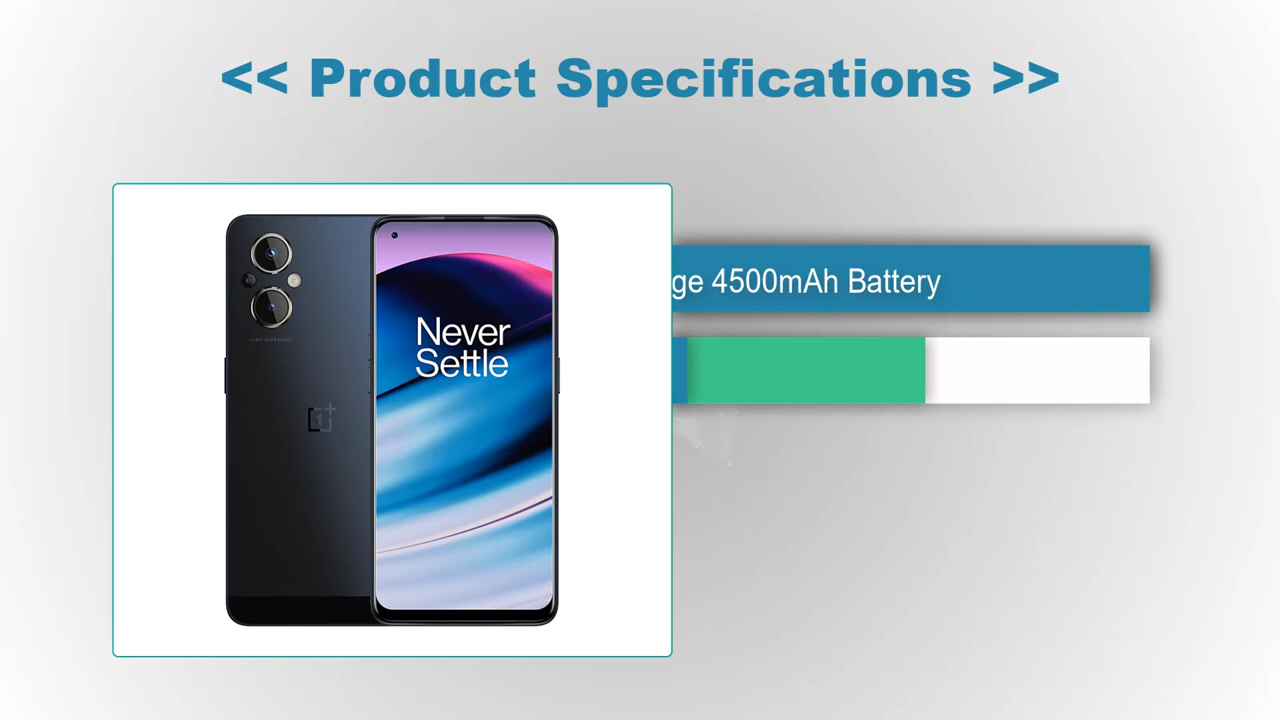 << Product Specifications >>
ge 4500mAh Battery
Never
Settle